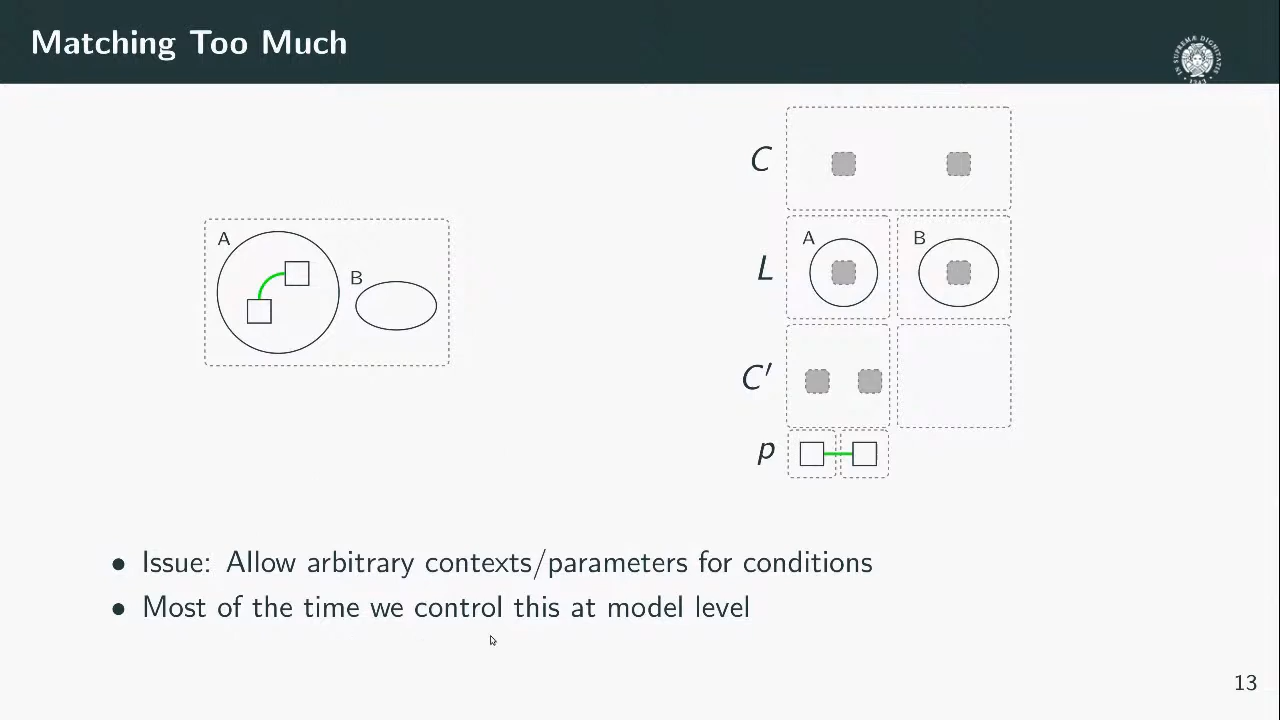 Matching Too Much
A
B
C
L
A
B
C′
p
• Issue: Allow arbitrary contexts/parameters for conditions
• Most of the time we control this at model level
13